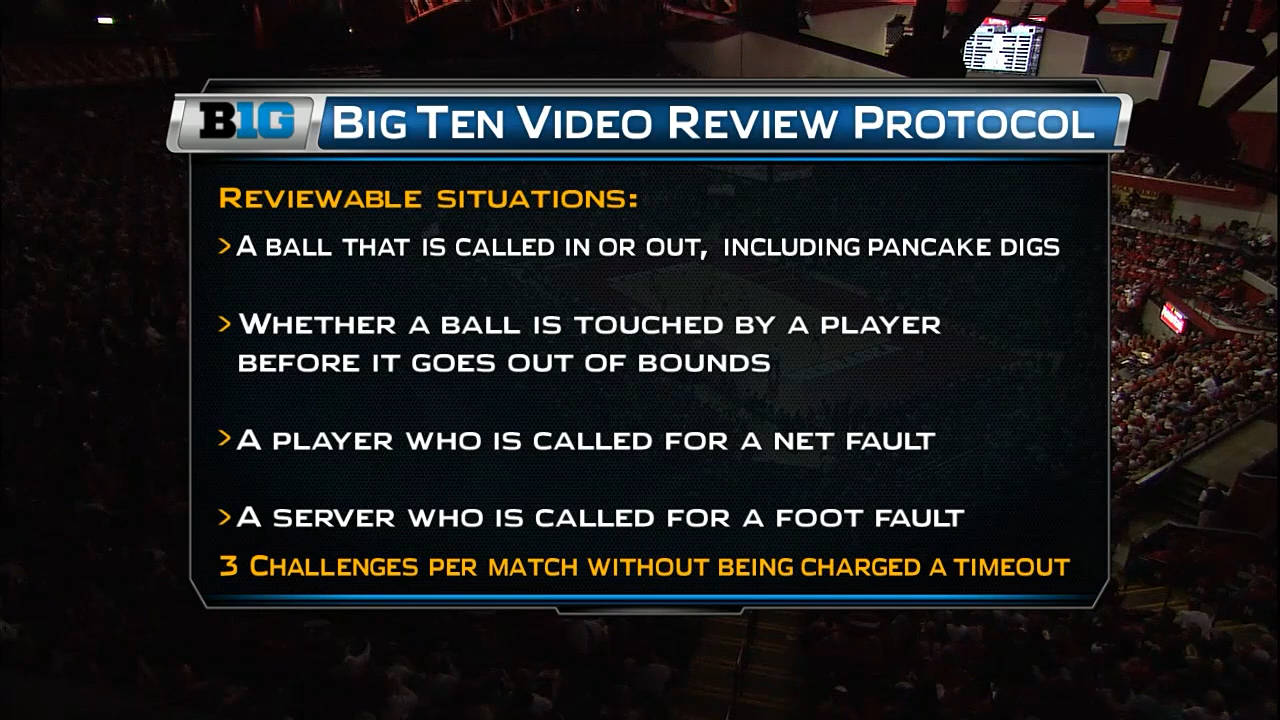 B1G BIG TEN VIDEO REVIEW PROTOCOL
REVIEWABLE SITUATIONS:
> A BALL THAT IS CALLED IN OR OUT, INCLUDING PANCAKE DIGS
> WHETHER A BALL IS TOUCHED BY A PLAYER
BEFORE IT GOES OUT OF BOUNDS
> A PLAYER WHO IS CALLED FOR A NET FAULT
> A SERVER WHO IS CALLED FOR A FOOT FAULT
3 CHALLENGES PER MATCH WITHOUT BEING CHARGED A TIMEOUT